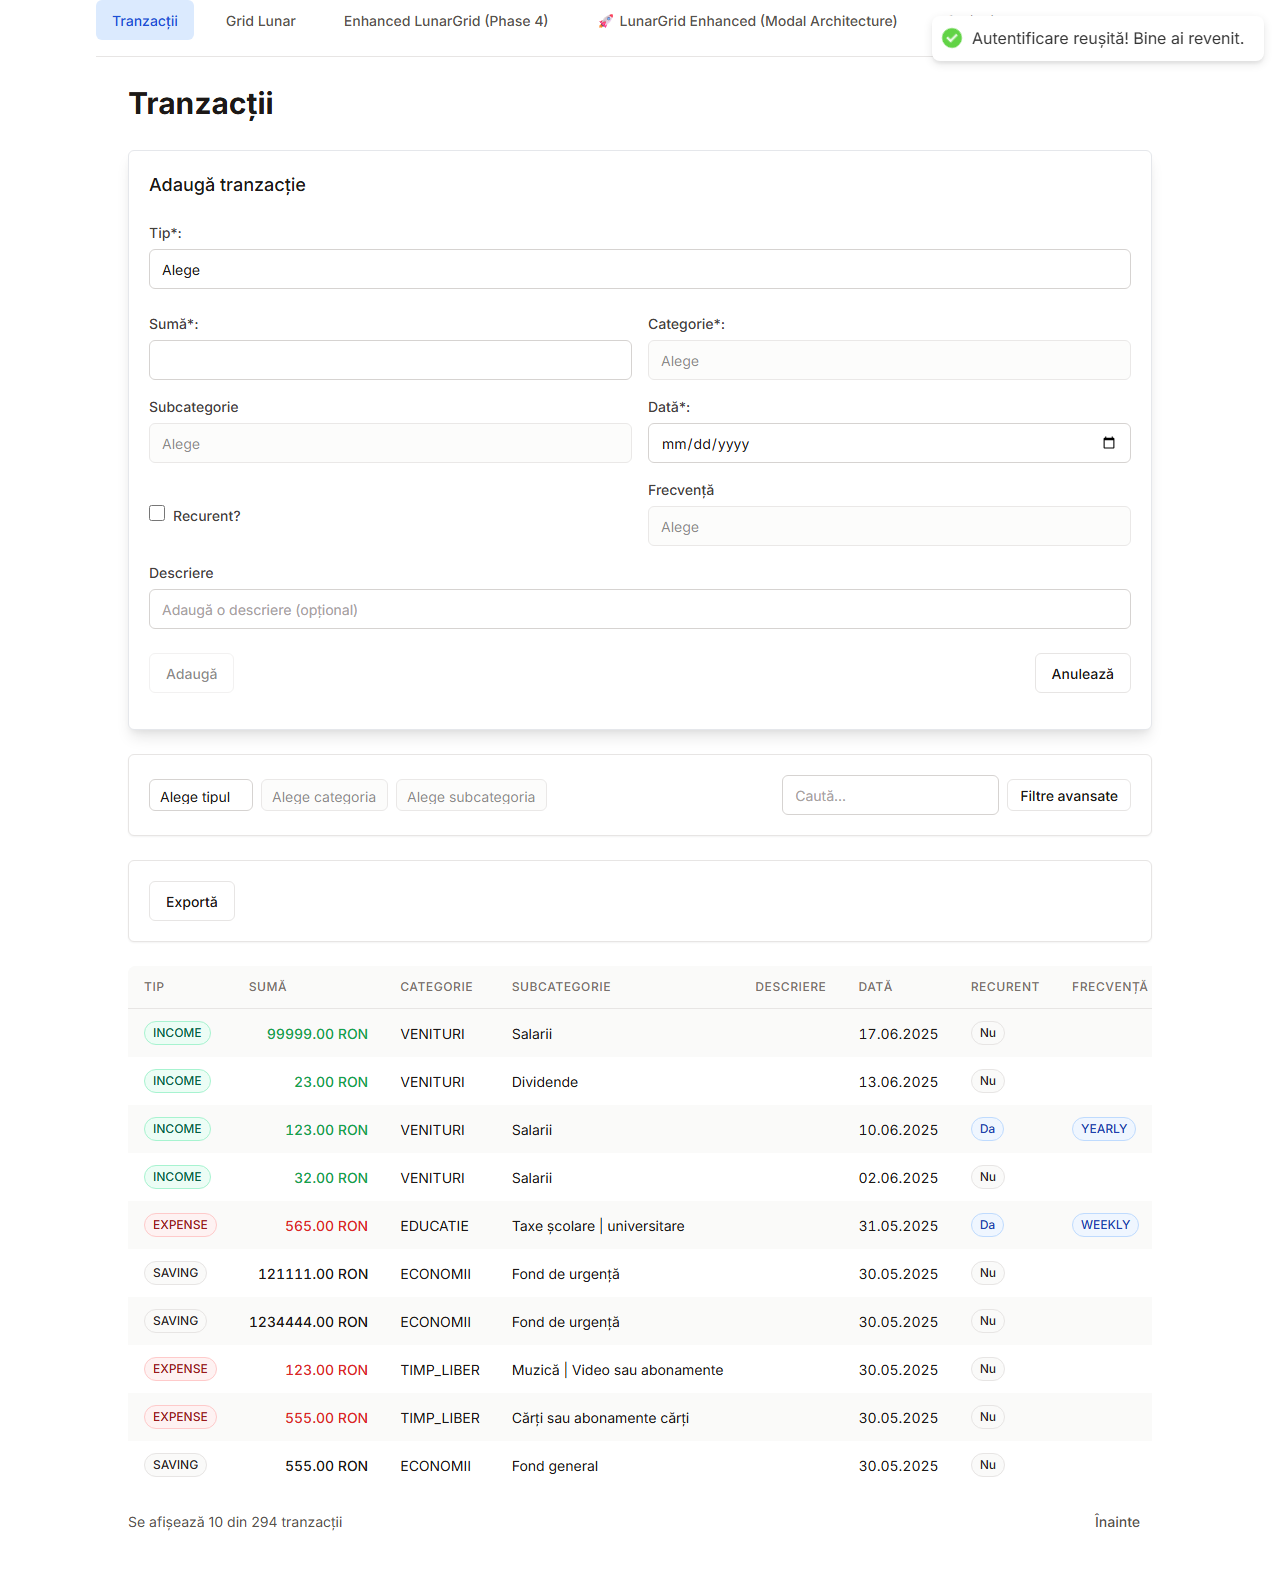 Tranzacții Grid Lunar Enhanced LunarGrid (Phase 4) 🚀 LunarGrid Enhanced (Modal Architecture)
Autentificare reușită! Bine ai revenit.
Tranzacții
Adaugă tranzacție
Tip*:
Alege
Sumă*: Categorie*:
Alege
Subcategorie Dată*:
Alege mm/dd/yyyy
Frecvență
Recurent? Alege
Descriere
Adaugă o descriere (opțional)
Adaugă Anulează
Alege tipul Alege categoria Alege subcategoria Caută... Filtre avansate
Exportă
TIP SUMĂ CATEGORIE SUBCATEGORIE DESCRIERE DATĂ RECURENT FRECVENȚĂ
INCOME 99999.00 RON VENITURI Salarii 17.06.2025 Nu
INCOME 23.00 RON VENITURI Dividende 13.06.2025 Nu
INCOME 123.00 RON VENITURI Salarii 10.06.2025 Da YEARLY
INCOME 32.00 RON VENITURI Salarii 02.06.2025 Nu
EXPENSE 565.00 RON EDUCATIE Taxe școlare | universitare 31.05.2025 Da WEEKLY
SAVING 121111.00 RON ECONOMII Fond de urgență 30.05.2025 Nu
SAVING 1234444.00 RON ECONOMII Fond de urgență 30.05.2025 Nu
EXPENSE 123.00 RON TIMP_LIBER Muzică | Video sau abonamente 30.05.2025 Nu
EXPENSE 555.00 RON TIMP_LIBER Cărți sau abonamente cărți 30.05.2025 Nu
SAVING 555.00 RON ECONOMII Fond general 30.05.2025 Nu
Se afișează 10 din 294 tranzacții Înainte